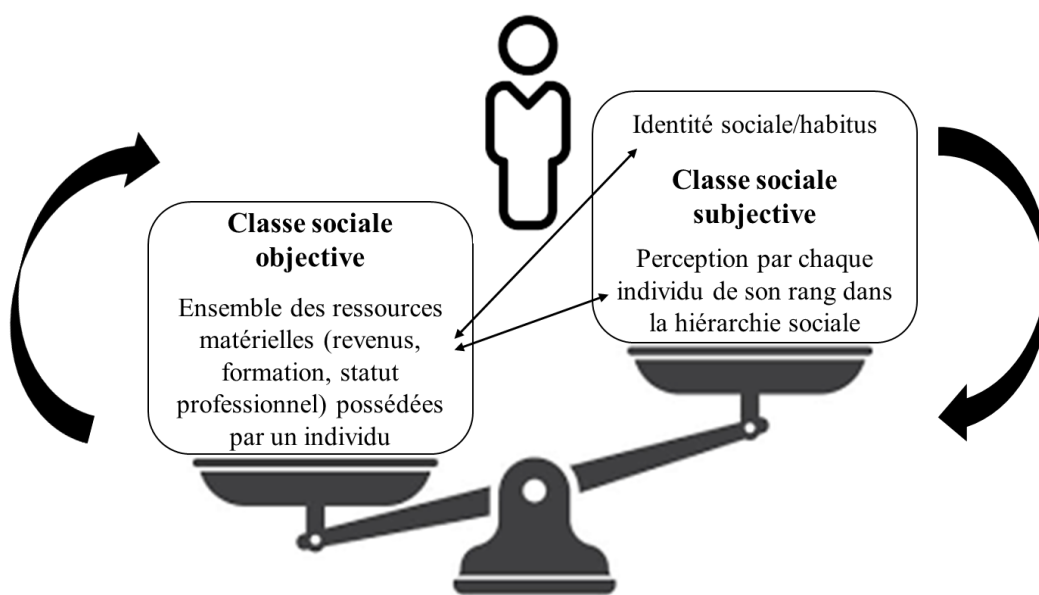 Classe sociale
objective
Ensemble des ressources
matérielles (revenus,
formation, statut
professionnel) possédées
par un individu
Identité sociale/habitus
Classe sociale
subjective
Perception par chaque
individu de son rang dans
la hiérarchie sociale